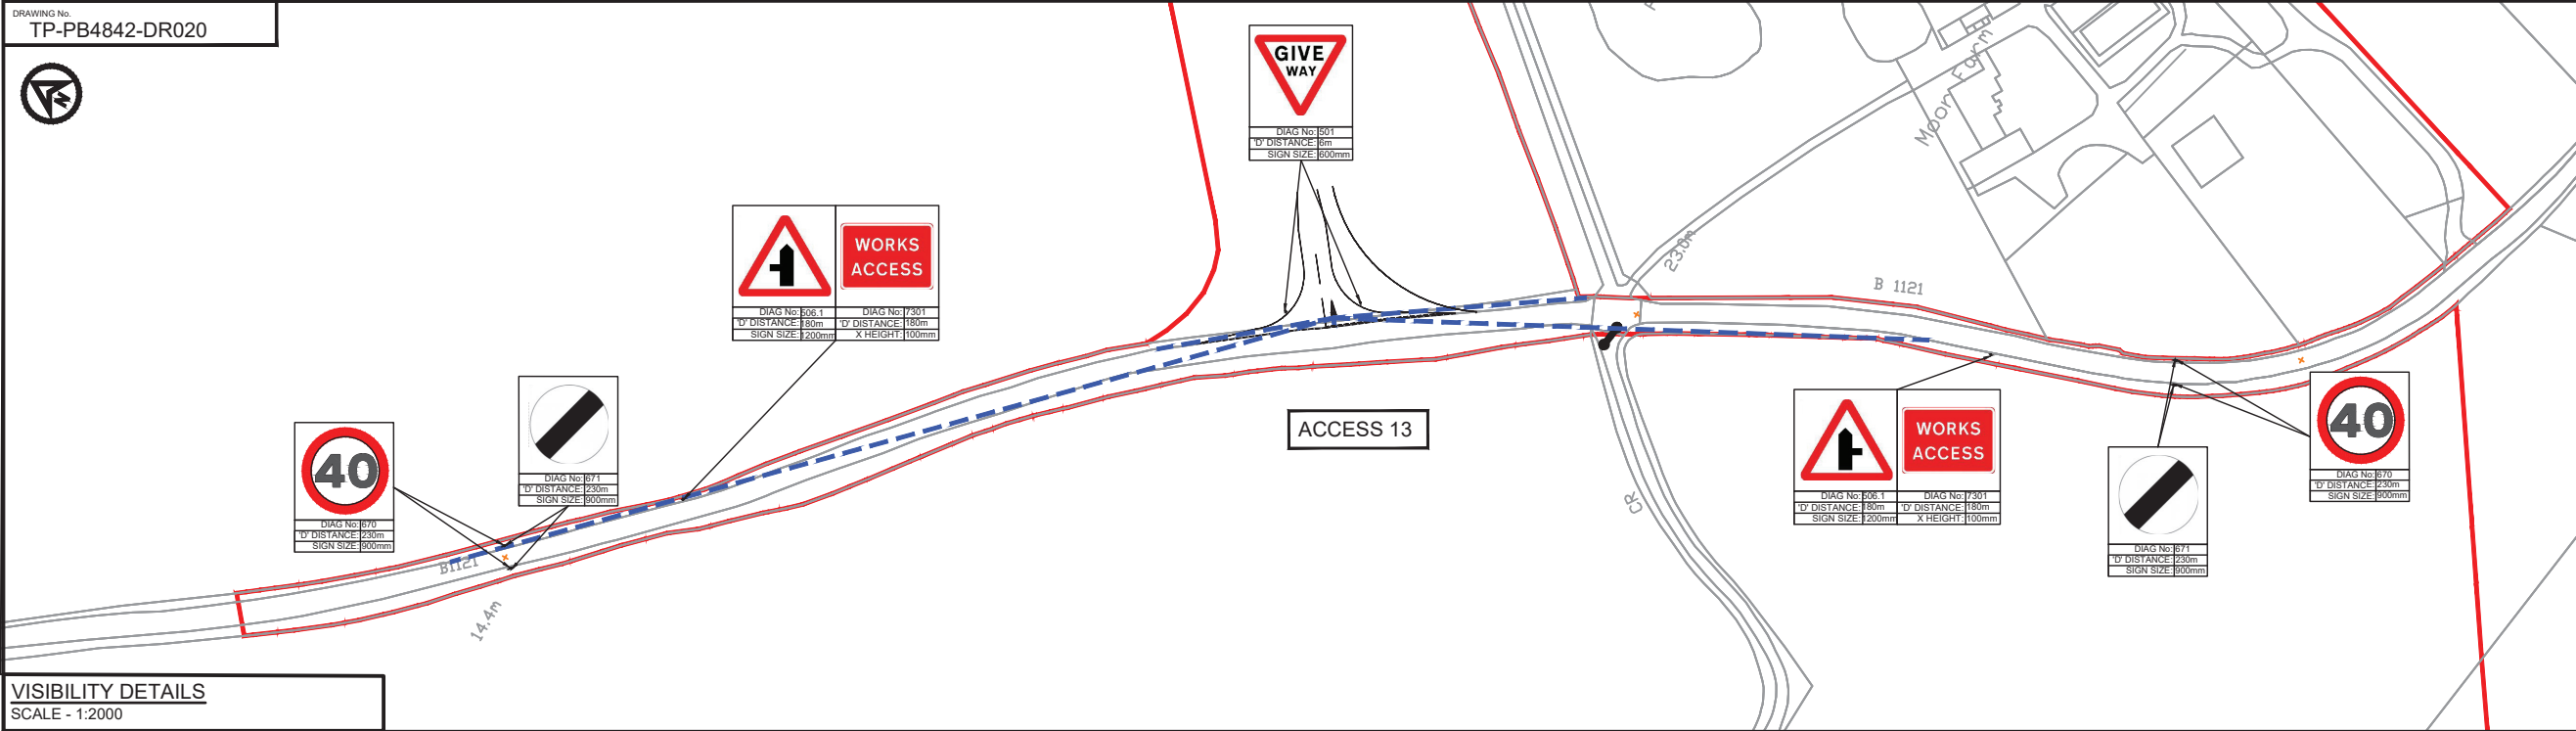 DRAWING No.
TP-PB4842-DR020
GIVE
WAY
DIAG No: 501
'D' DISTANCE: 6m
SIGN SIZE: 600mm
WORKS
ACCESS
DIAG No: 506.1 DIAG No: 7301
'D' DISTANCE: 180m 'D' DISTANCE: 180m
SIGN SIZE: 1200mm X HEIGHT: 100mm
DIAG No: 671
'D' DISTANCE: 230m
SIGN SIZE: 900mm
40
DIAG No: 670
'D' DISTANCE: 230m
SIGN SIZE: 900mm
B1121
14.4m
ACCESS 13
Moor Farm
23.0m
B 1121
CR
WORKS
ACCESS
DIAG No: 506.1 DIAG No: 7301
'D' DISTANCE: 180m 'D' DISTANCE: 180m
SIGN SIZE: 1200mm X HEIGHT: 100mm
40
DIAG No: 670
'D' DISTANCE: 230m
SIGN SIZE: 900mm
DIAG No: 671
'D' DISTANCE: 230m
SIGN SIZE: 900mm
VISIBILITY DETAILS
SCALE - 1:2000